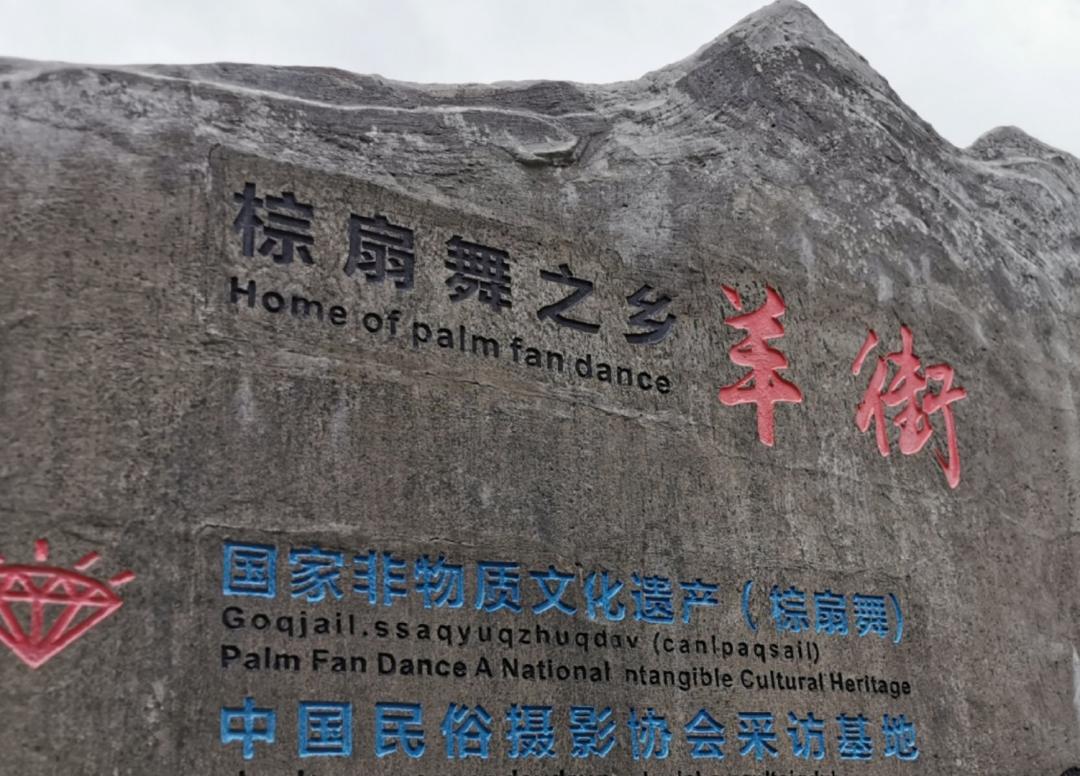 棕扇舞之乡 羊街
Home of palm fan dance
国家非物质文化遗产（棕扇舞）
Goqjail.ssaqyuqzhuqdav (canlpaqsail)
Palm Fan Dance A National ntangible Cultural Heritage
中国民俗摄影协会采访基地